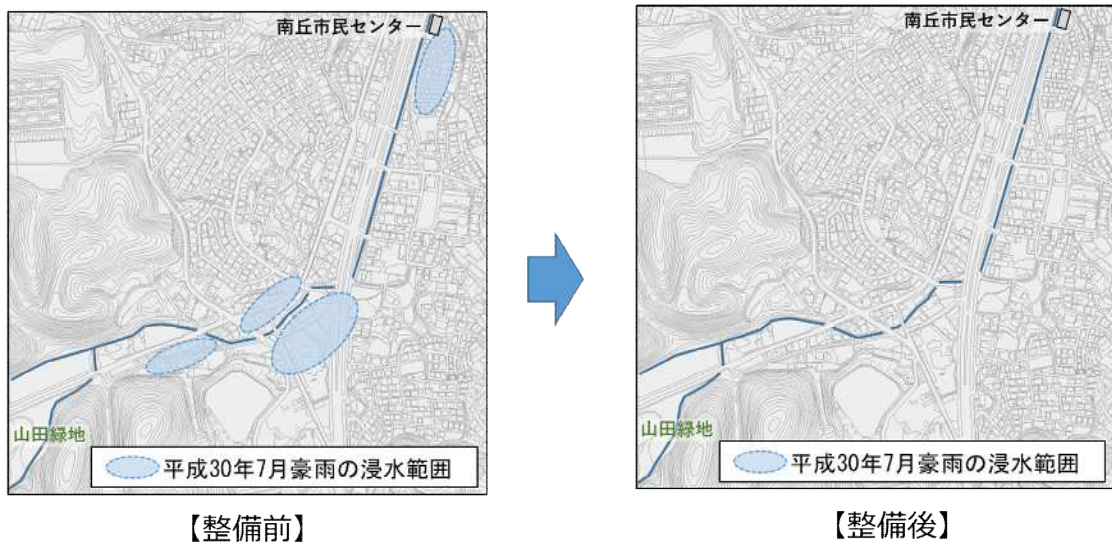 南丘市民センター
山田緑地
平成30年7月豪雨の浸水範囲
【整備前】
南丘市民センター
山田緑地
平成30年7月豪雨の浸水範囲
【整備後】